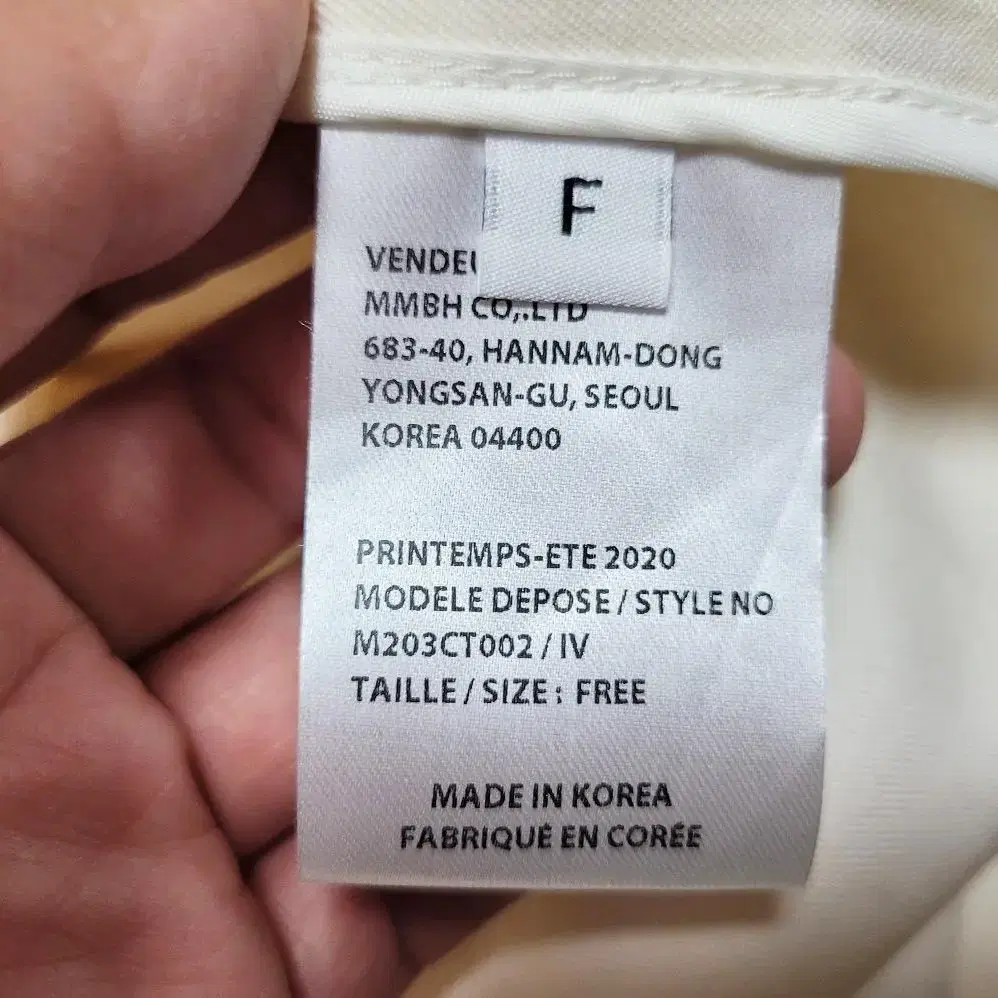 F
MMBH CO,.LTD
683-40, HANNAM-DONG
YONGSAN-GU, SEOUL
KOREA 04400
PRINTEMPS-ETE 2020
MODELE DEPOSE / STYLE NO
M203CT002 / IV
TAILLE / SIZE : FREE
MADE IN KOREA
FABRIQUÉ EN CORÉE